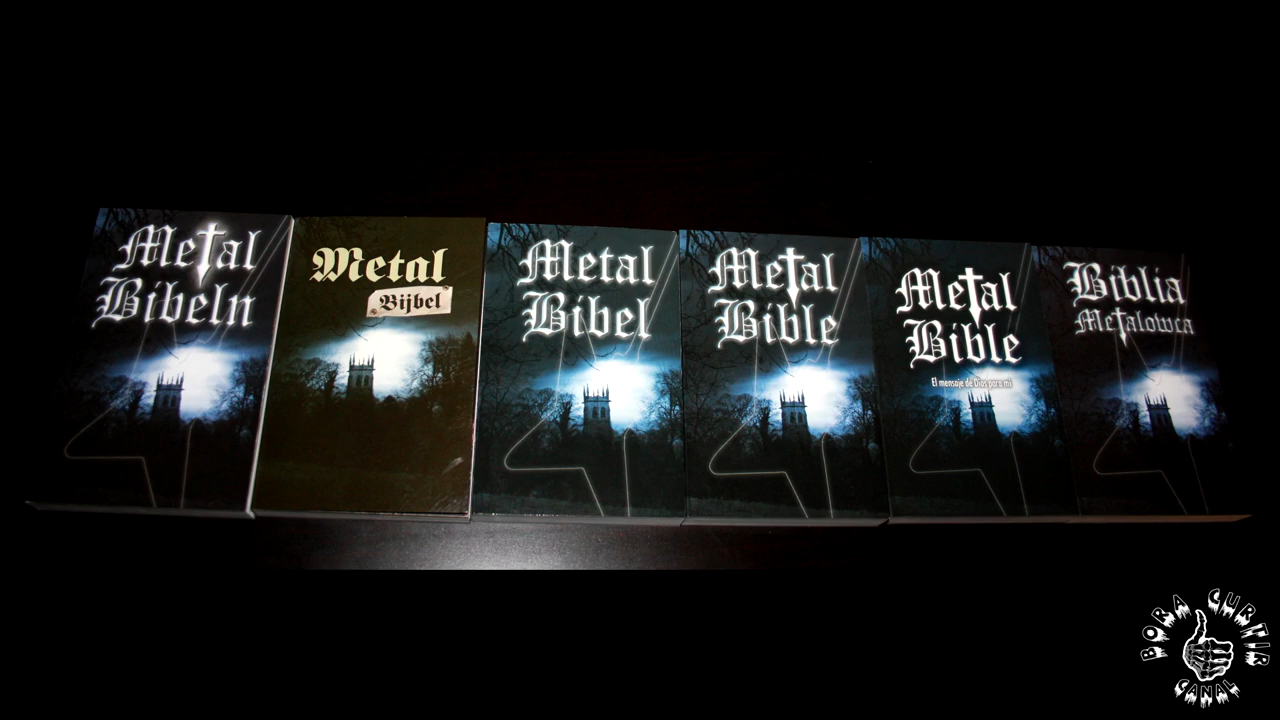 Metal
Bibeln
Metal
Bijbel
Metal
Bibel
Metal
Bible
Metal
Bible
El mensaje de Dios para mí
Biblia
Metalowca
BORA CURTIR
CANAL